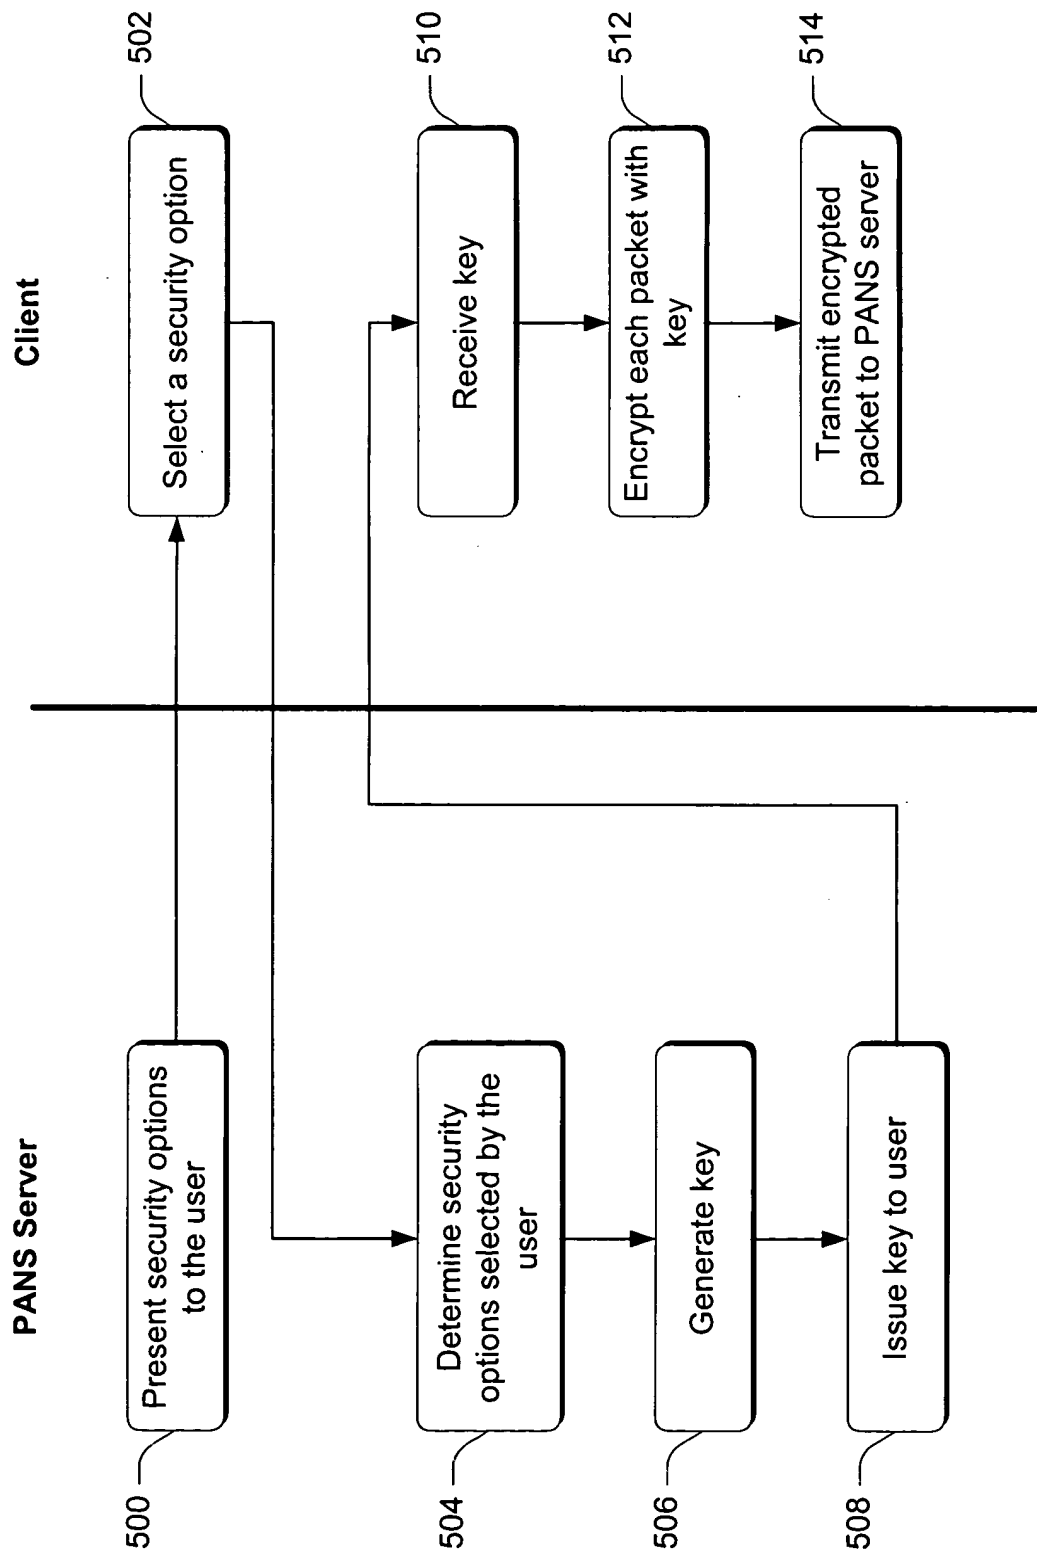 PANS Server
Client
500
Present security options
to the user
Select a security option
502
504
Determine security
options selected by the
user
506
Generate key
508
Issue key to user
Receive key
510
Encrypt each packet with
key
512
Transmit encrypted
packet to PANS server
514